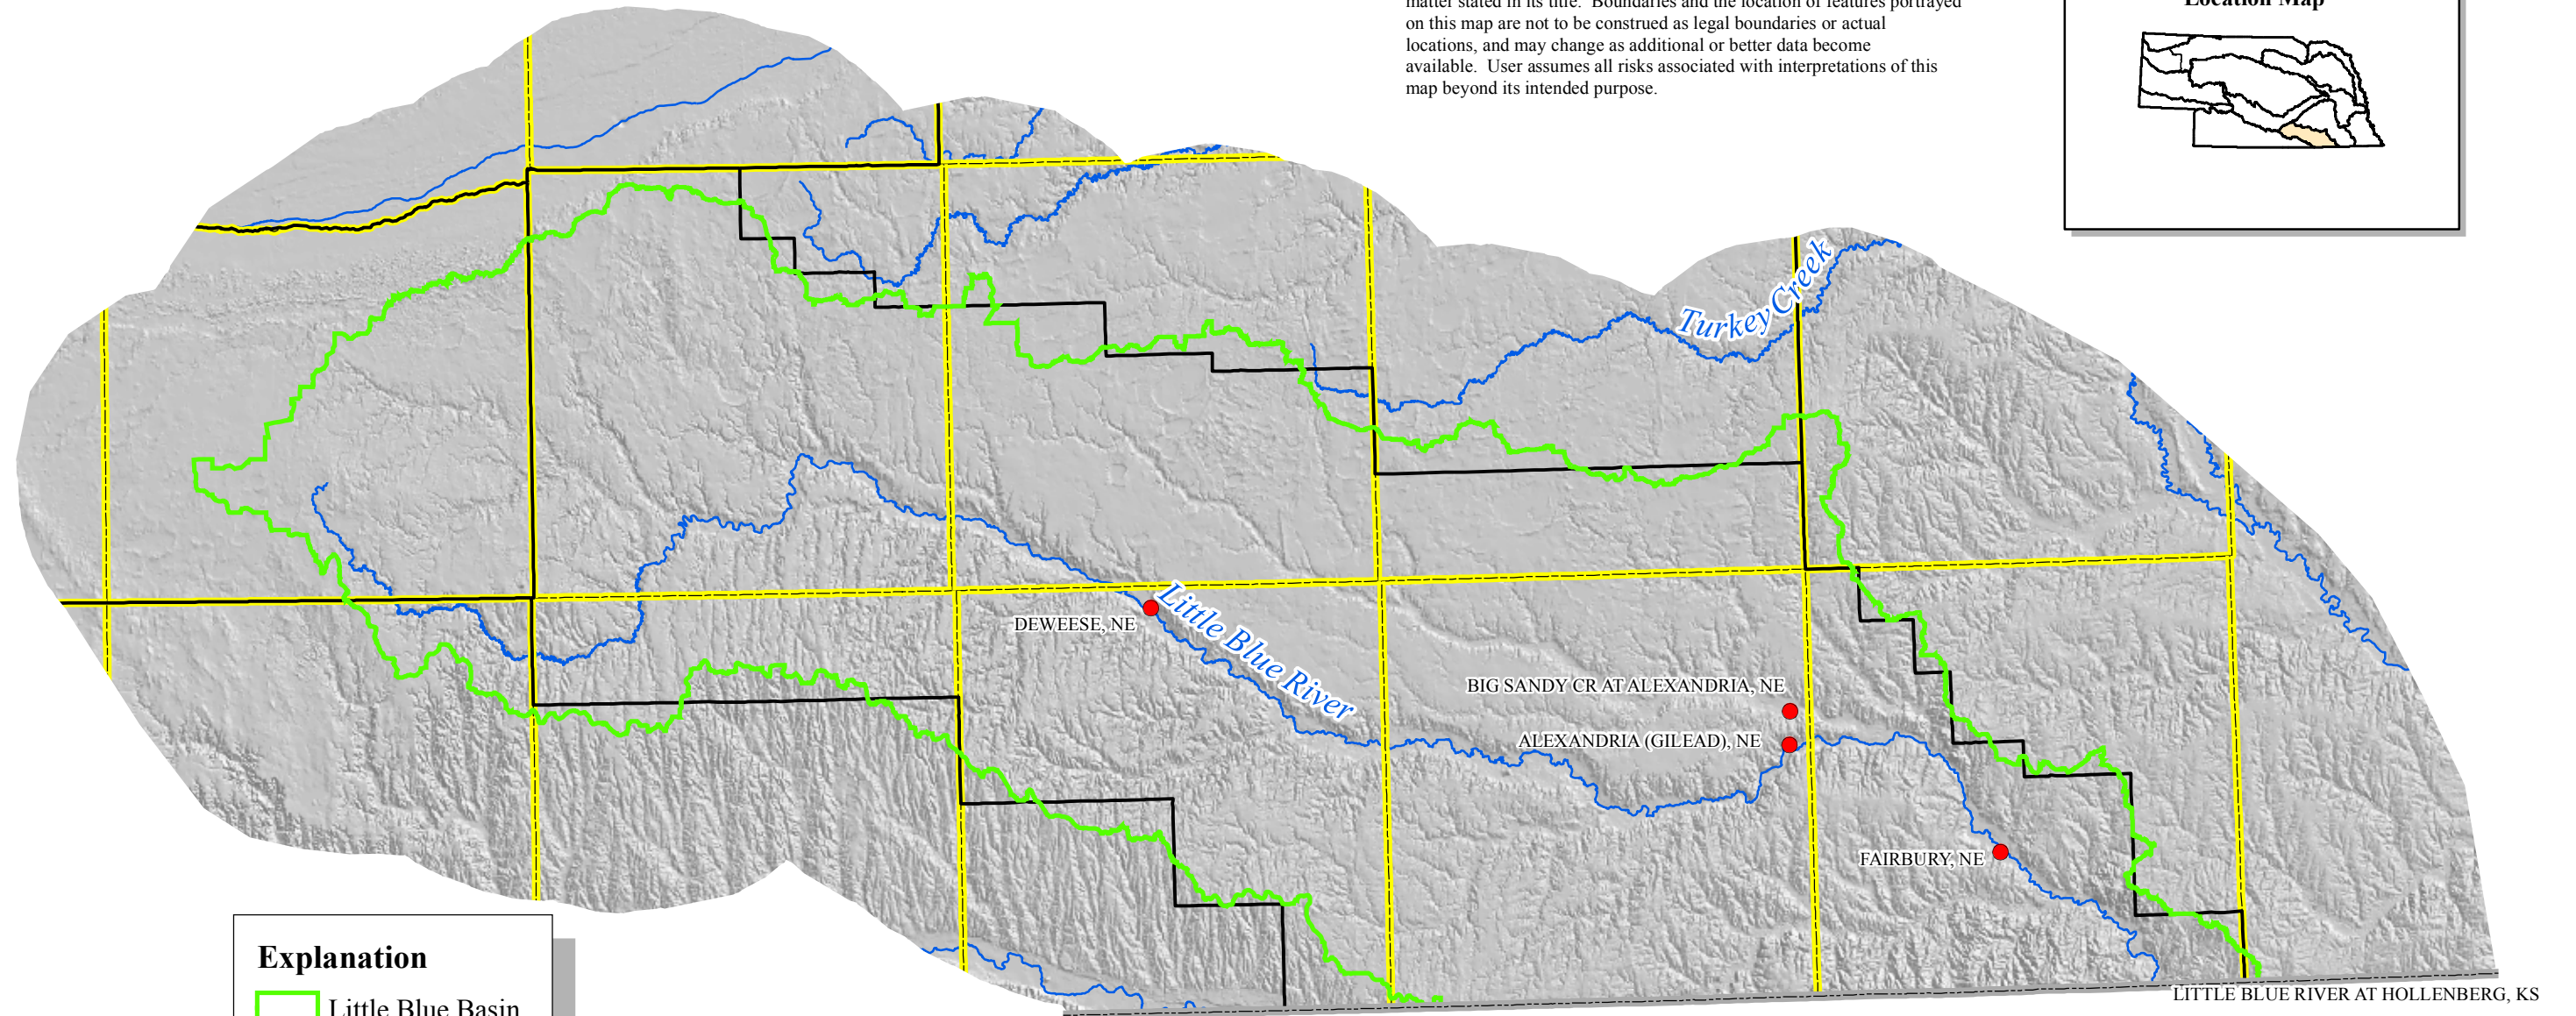 matter stated in its title. Boundaries and the location of features portrayed
on this map are not to be construed as legal boundaries or actual
locations, and may change as additional or better data become
available. User assumes all risks associated with interpretations of this
map beyond its intended purpose.
Location Map
Turkey Creek
Little Blue River
DEWEESE, NE
BIG SANDY CR AT ALEXANDRIA, NE
ALEXANDRIA (GILEAD), NE
FAIRBURY, NE
LITTLE BLUE RIVER AT HOLLENBERG, KS
Explanation
Little Blue Basin